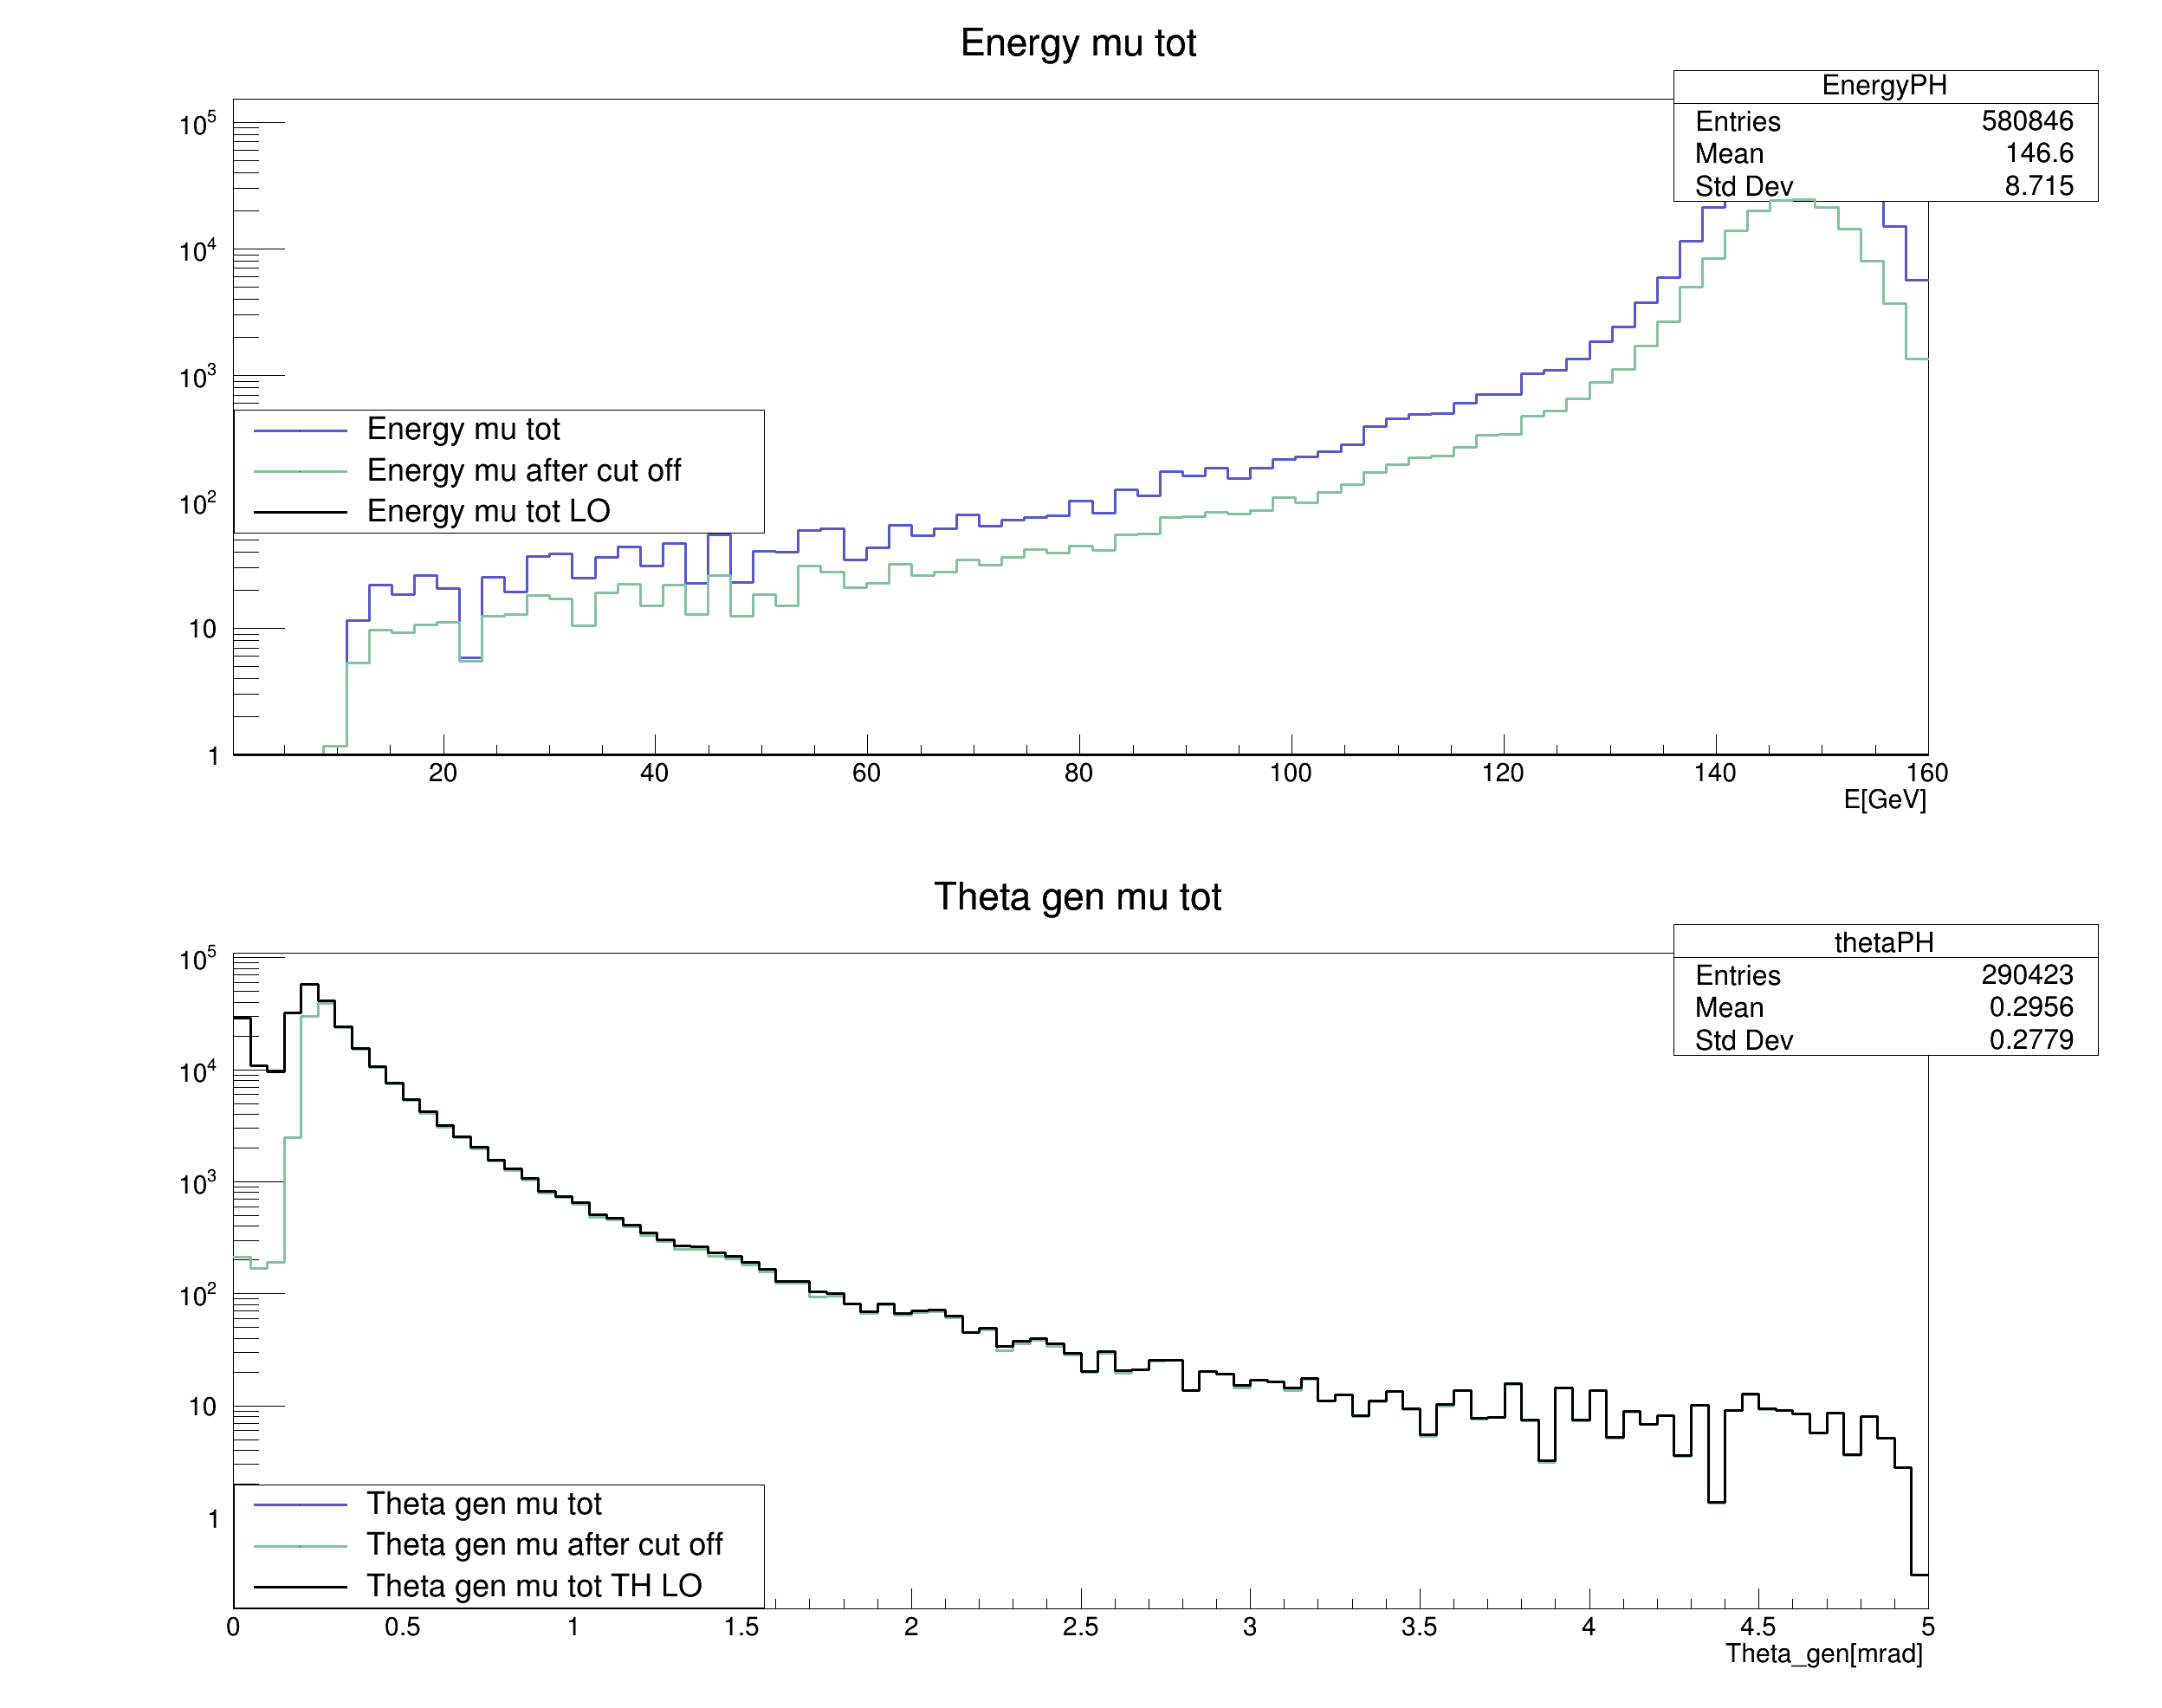 Energy mu tot
EnergyPH
Entries 580846
Mean 146.6
Std Dev 8.715
10^5
10^4
10^3
10^2
10
1
Energy mu tot
Energy mu after cut off
Energy mu tot LO
20 40 60 80 100 120 140 160
E[GeV]
Theta gen mu tot
thetaPH
Entries 290423
Mean 0.2956
Std Dev 0.2779
10^5
10^4
10^3
10^2
10
1
Theta gen mu tot
Theta gen mu after cut off
Theta gen mu tot TH LO
0 0.5 1 1.5 2 2.5 3 3.5 4 4.5 5
Theta_gen[mrad]